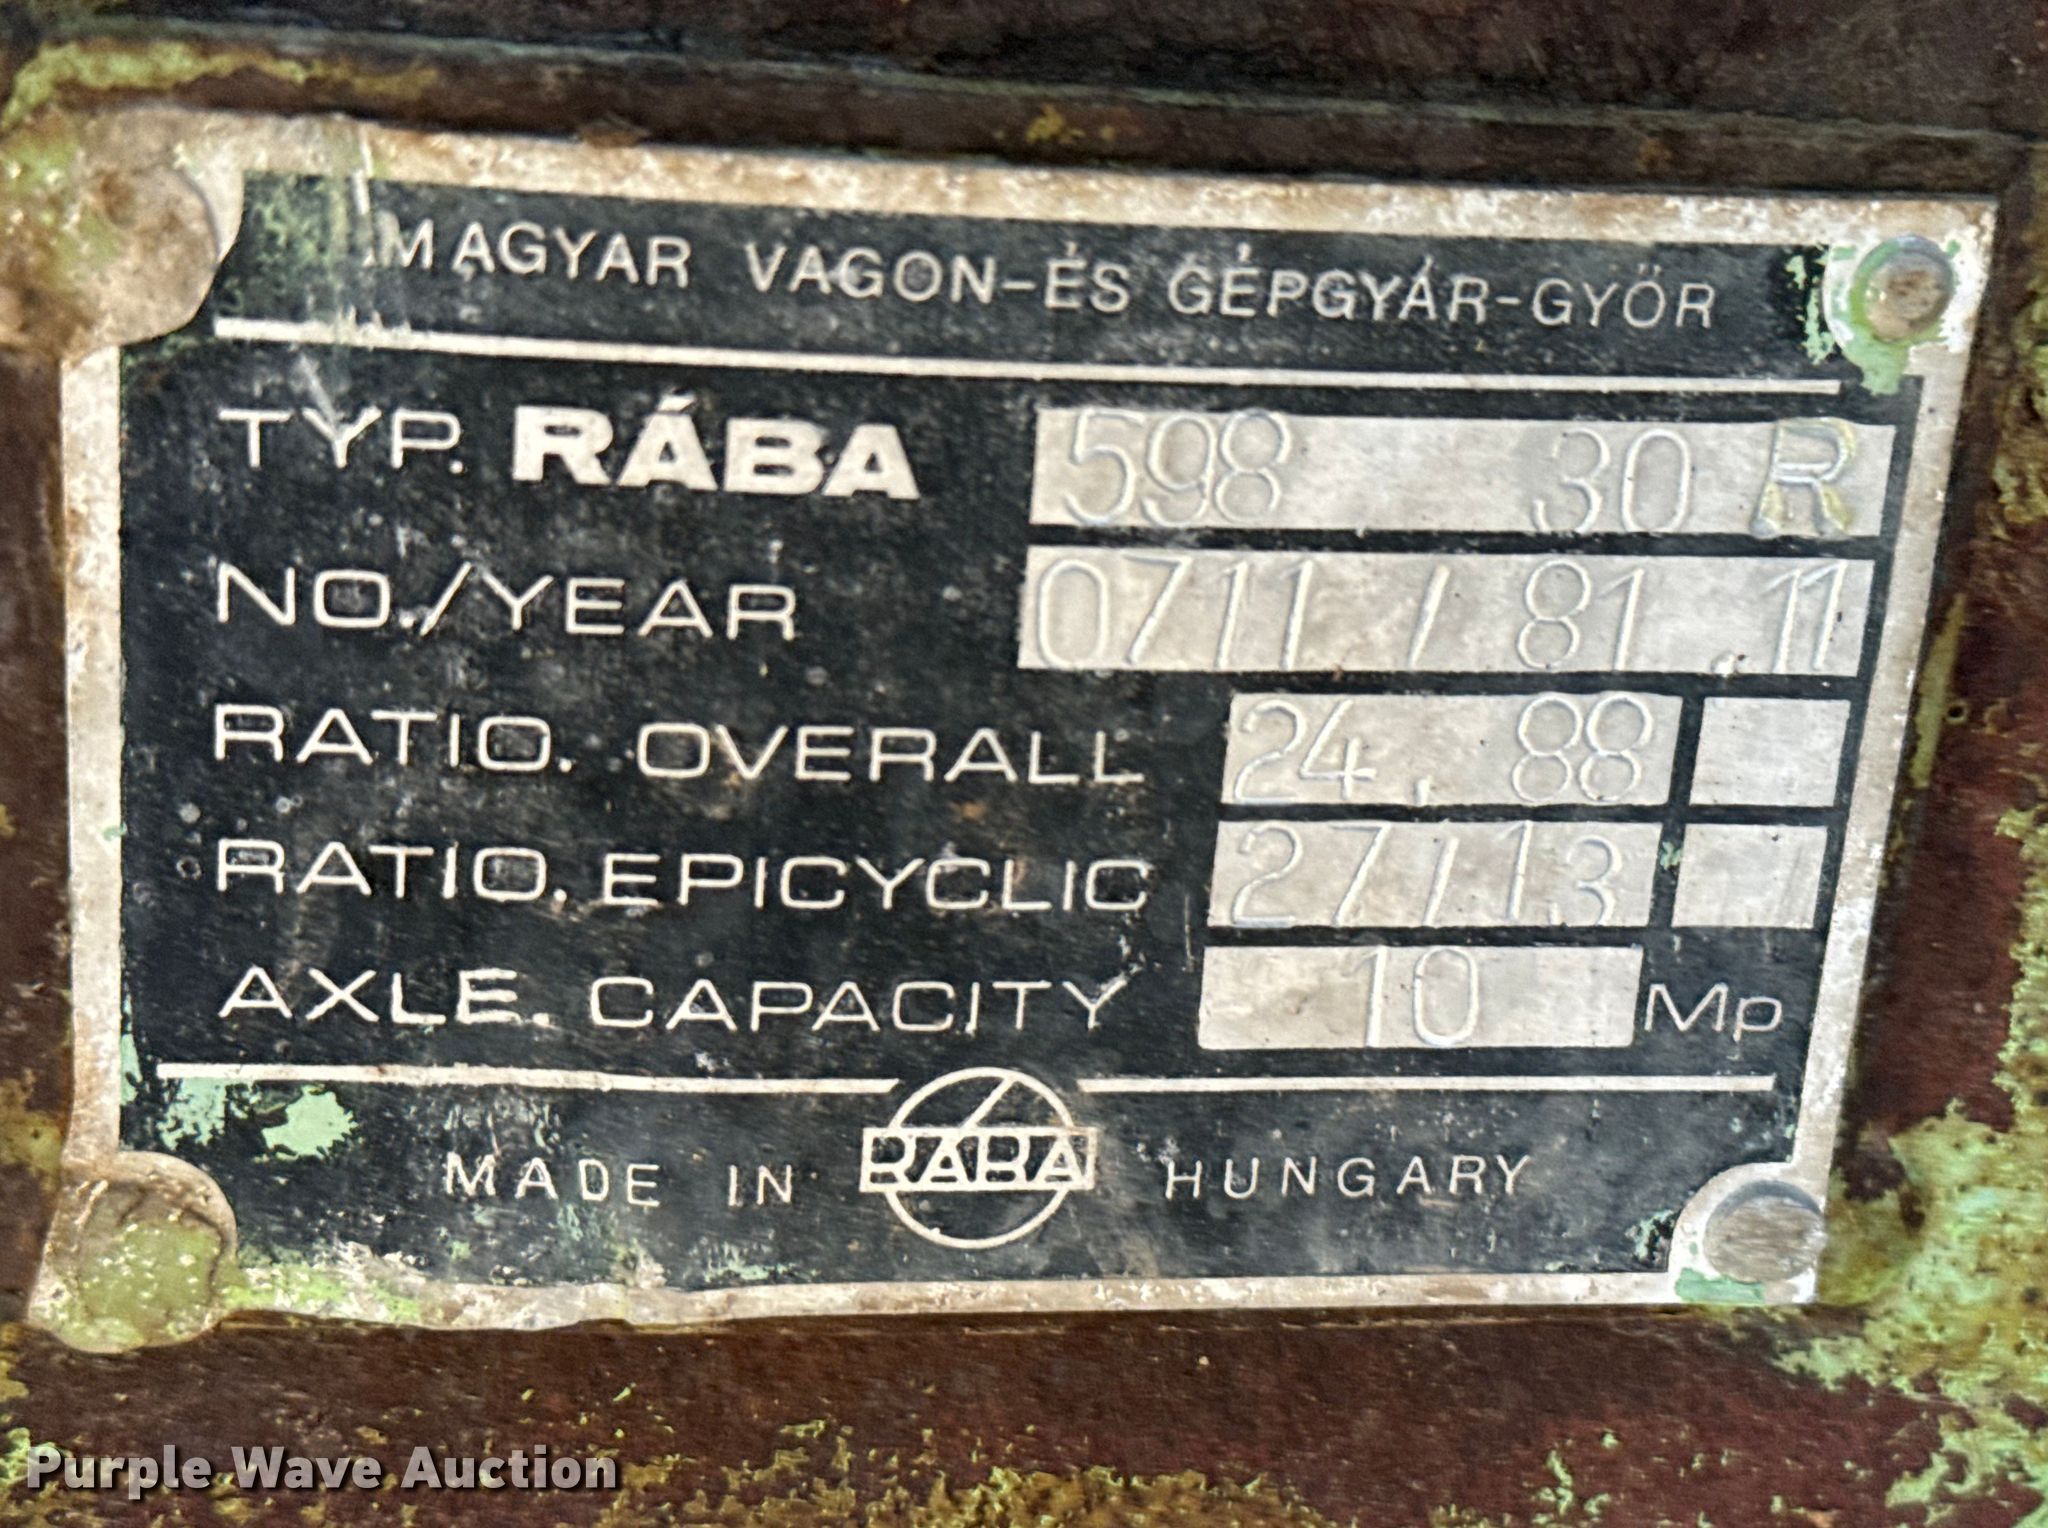 MAGYAR VAGON-ÉS GÉPGYÁR-GYŐR
TYP. RÁBA 598 30 R
NO./YEAR 0711 / 81.11
RATIO. OVERALL 24.88
RATIO. EPICYCLIC 27/13
AXLE. CAPACITY 10 Mp
MADE IN RÁBA HUNGARY
Purple Wave Auction